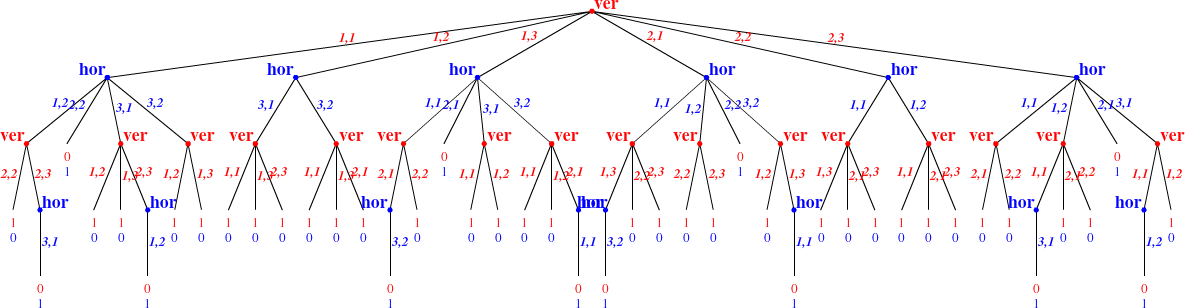 ver
1,1 1,2 1,3 2,1 2,2 2,3
hor hor hor hor hor hor
1,2 2,2 3,1 3,2 3,1 3,2 1,1 2,1 3,1 3,2 1,1 1,2 2,2 3,2 1,1 1,2 1,1 1,2 2,1 3,1
ver ver ver ver ver ver ver ver ver ver ver ver ver ver ver ver
0 0 0 0
1 1 1 1
2,2 2,3 1,2 1,3 2,3 1,2 1,3 1,1 1,3 2,3 1,1 1,3 2,1 2,2 1,1 1,2 1,1 1,2 2,1 1,3 2,2 2,3 2,2 2,3 1,2 1,3 1,3 2,1 2,3 1,1 2,1 2,3 2,1 2,2 1,1 2,1 2,2 1,1 1,2
hor hor hor hor hor hor hor hor
1 1 1 1 1 1 1 1 1 1 1 1 1 1 1 1 1 1 1 1 1 1 1 1 1 1 1 1 1 1 1 1
0 0 0 0 0 0 0 0 0 0 0 0 0 0 0 0 0 0 0 0 0 0 0 0 0 0 0 0 0 0 0 0
3,1 1,2 3,2 1,1 3,2 1,1 3,1 1,2
0 0 0 0 0 0 0 0
1 1 1 1 1 1 1 1